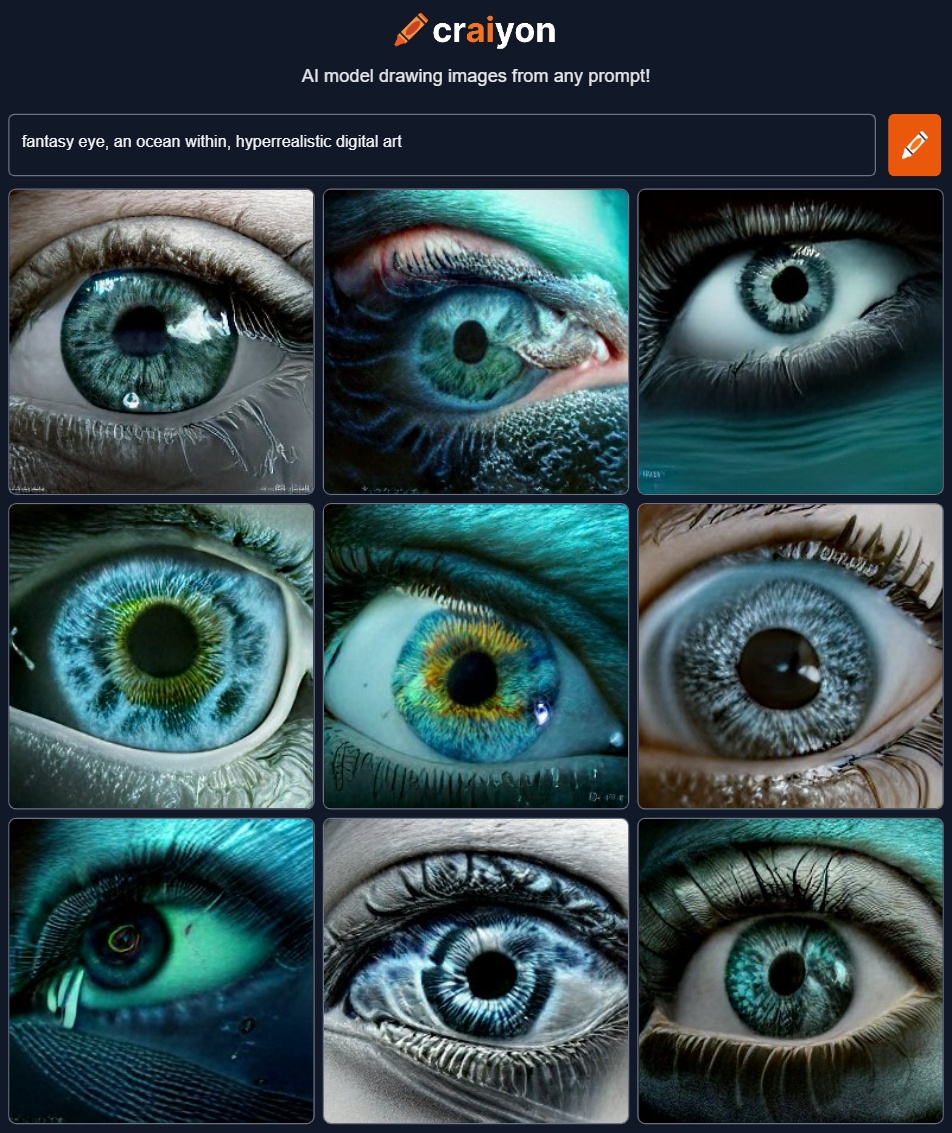 craiyon
AI model drawing images from any prompt!
fantasy eye, an ocean within, hyperrealistic digital art